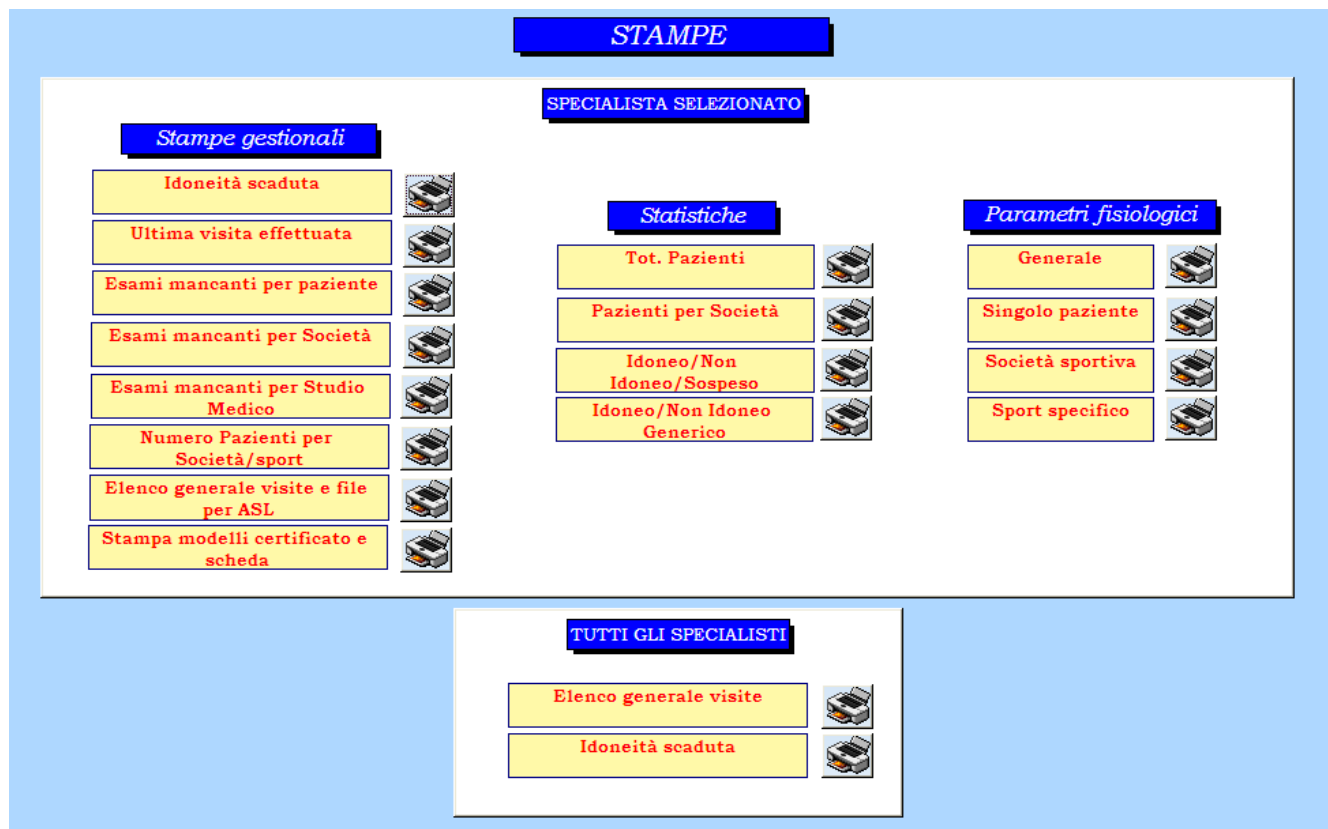 STAMPE
SPECIALISTA SELEZIONATO
Stampe gestionali
Idoneità scaduta
Ultima visita effettuata
Esami mancanti per paziente
Esami mancanti per Società
Esami mancanti per Studio
Medico
Numero Pazienti per
Società/sport
Elenco generale visite e file
per ASL
Stampa modelli certificato e
scheda
Statistiche
Tot. Pazienti
Pazienti per Società
Idoneo/Non
Idoneo/Sospeso
Idoneo/Non Idoneo
Generico
Parametri fisiologici
Generale
Singolo paziente
Società sportiva
Sport specifico
TUTTI GLI SPECIALISTI
Elenco generale visite
Idoneità scaduta